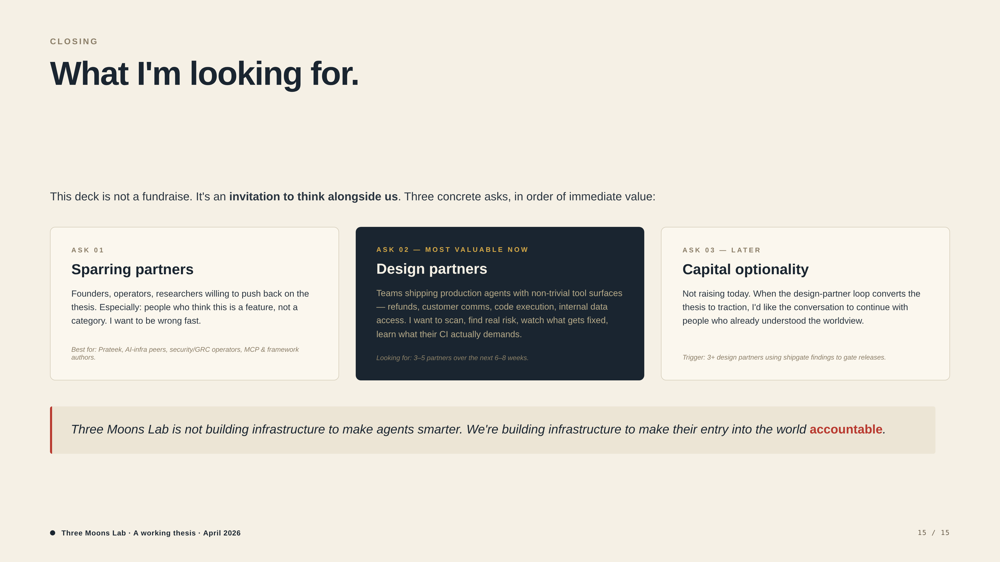 CLOSING
What I'm looking for.
This deck is not a fundraise. It's an invitation to think alongside us. Three concrete asks, in order of immediate value:
ASK 01
Sparring partners
Founders, operators, researchers willing to push back on the
thesis. Especially: people who think this is a feature, not a
category. I want to be wrong fast.
Best for: Prateek, AI-infra peers, security/GRC operators, MCP & framework
authors.
ASK 02 — MOST VALUABLE NOW
Design partners
Teams shipping production agents with non-trivial tool surfaces
— refunds, customer comms, code execution, internal data
access. I want to scan, find real risk, watch what gets fixed,
learn what their CI actually demands.
Looking for: 3–5 partners over the next 6–8 weeks.
ASK 03 — LATER
Capital optionality
Not raising today. When the design-partner loop converts the
thesis to traction, I'd like the conversation to continue with
people who already understood the worldview.
Trigger: 3+ design partners using shipgate findings to gate releases.
Three Moons Lab is not building infrastructure to make agents smarter. We're building infrastructure to make their entry into the world accountable.
Three Moons Lab · A working thesis · April 2026
15 / 15